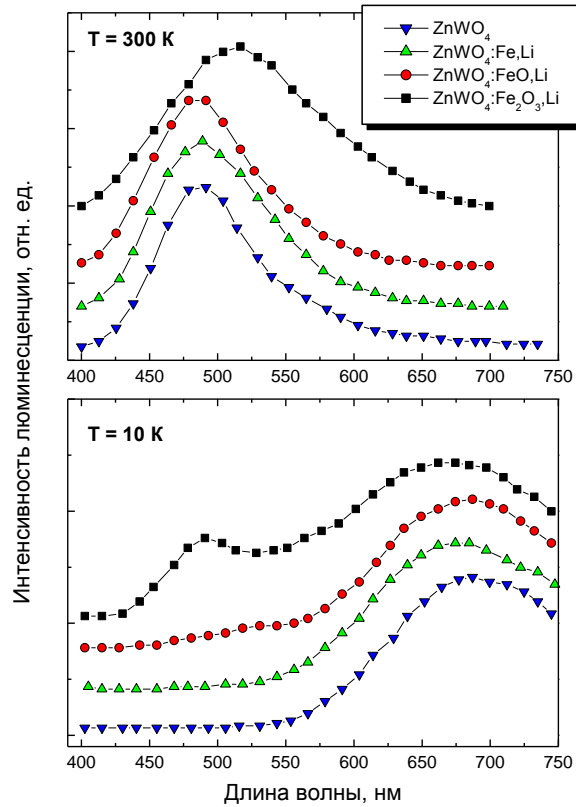 T = 300 К
ZnWO₄
ZnWO₄:Fe,Li
ZnWO₄:FeO,Li
ZnWO₄:Fe₂O₃,Li
400 450 500 550 600 650 700
T = 10 К
400 450 500 550 600 650 700 750
Интенсивность люминесценции, отн. ед.
Длина волны, нм